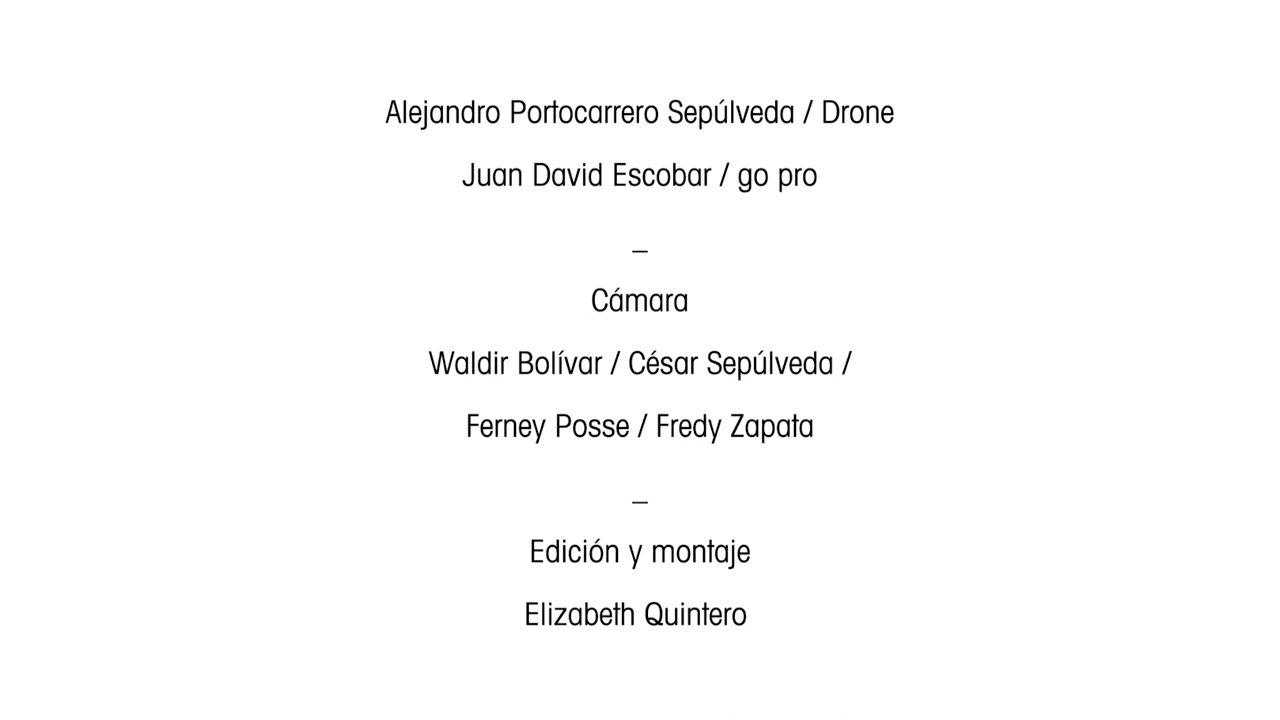 Alejandro Portocarrero Sepúlveda / Drone
Juan David Escobar / go pro
_
Cámara
Waldir Bolívar / César Sepúlveda /
Ferney Posse / Fredy Zapata
_
Edición y montaje
Elizabeth Quintero